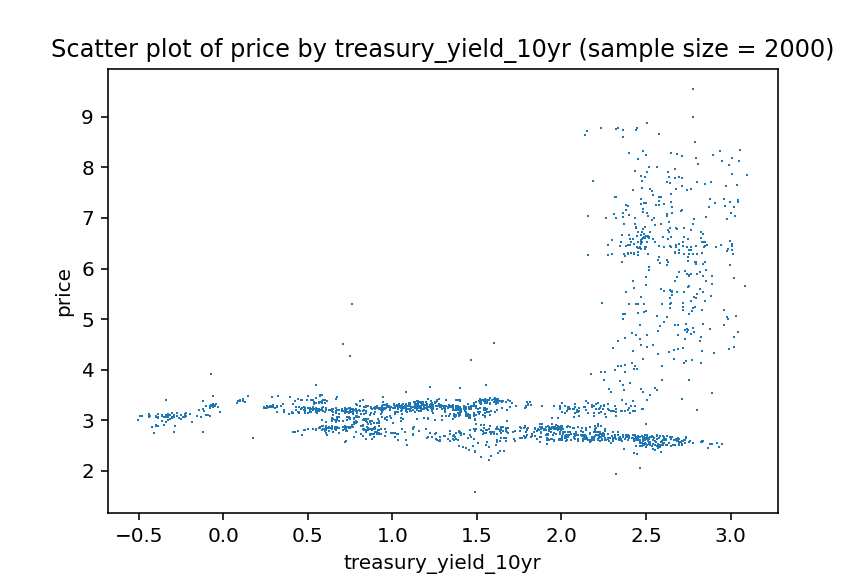 Scatter plot of price by treasury_yield_10yr (sample size = 2000)
9
8
7
6
5
4
3
2
price
−0.5 0.0 0.5 1.0 1.5 2.0 2.5 3.0
treasury_yield_10yr